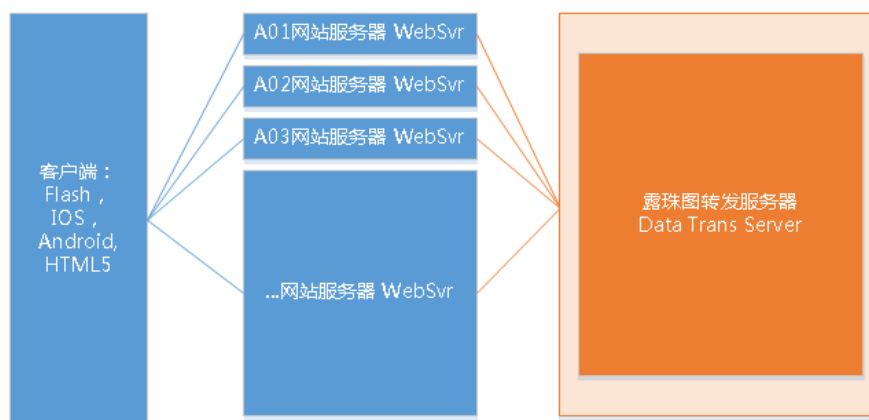 A01网站服务器 WebSvr
A02网站服务器 WebSvr
A03网站服务器 WebSvr
客户端：
Flash，
IOS，
Android,
HTML5
...网站服务器 WebSvr
露珠图转发服务器
Data Trans Server